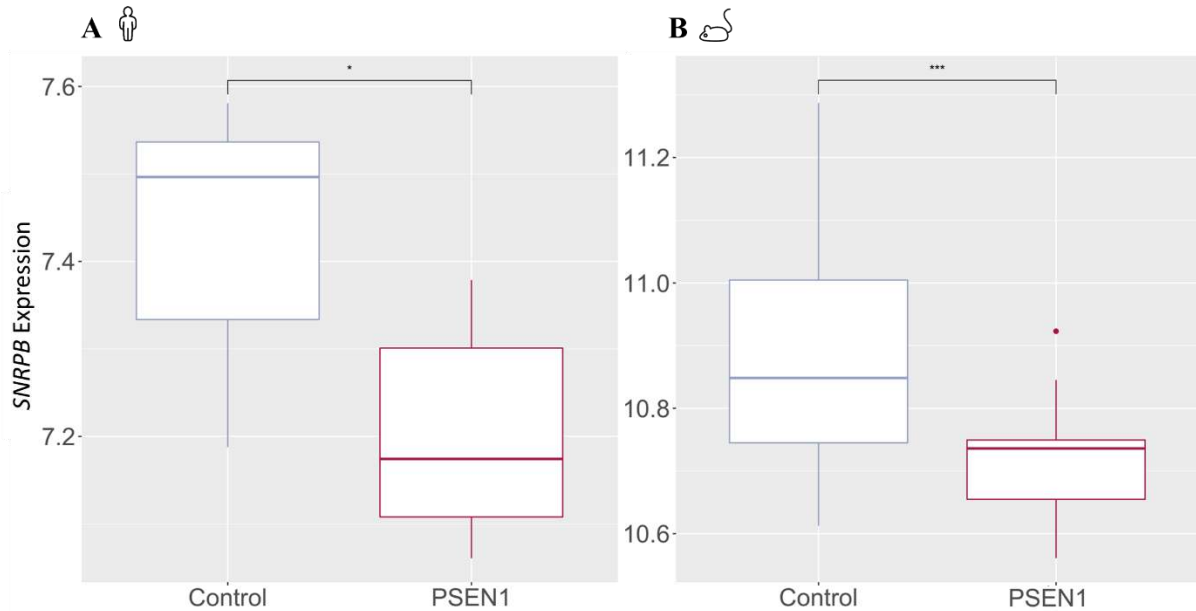 A
B
*
***
7.6
7.4
7.2
11.2
11.0
10.8
10.6
SNRPB Expression
Control
PSEN1
Control
PSEN1